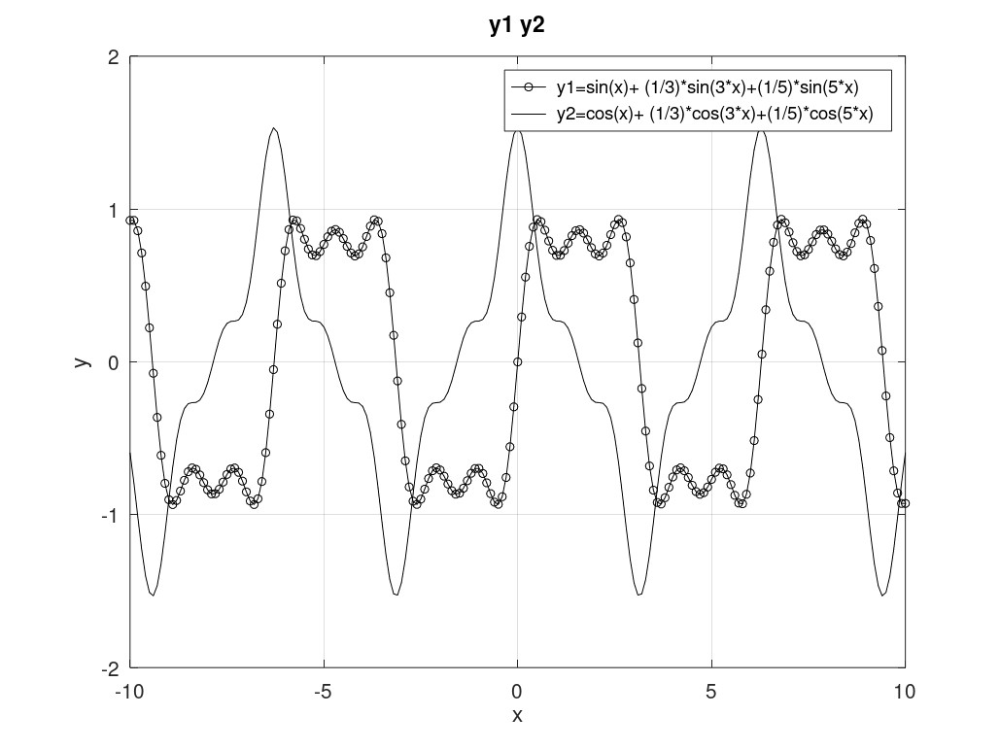 y1 y2
y1=sin(x)+ (1/3)*sin(3*x)+(1/5)*sin(5*x)
y2=cos(x)+ (1/3)*cos(3*x)+(1/5)*cos(5*x)
2
1
0
-1
-2
y
-10 -5 0 5 10
x